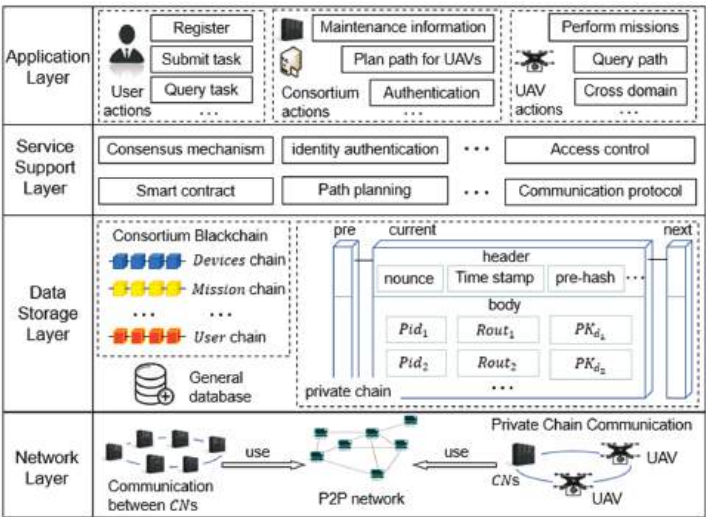 Application
Layer
User
actions
Register
Submit task
Query task
...
Consortium
actions
Maintenance information
Plan path for UAVs
Authentication
...
UAV
actions
Perform missions
Query path
Cross domain
...
Service
Support
Layer
Consensus mechanism
identity authentication
...
Access control
Smart contract
Path planning
...
Communication protocol
Data
Storage
Layer
Consortium Blockchain
Devices chain
Mission chain
... ...
User chain
General
database
pre
current
next
header
nounce
Time stamp
pre-hash
...
body
Pid₁
Rout₁
PK_d₁
Pid₂
Rout₂
PK_d₂
...
private chain
Network
Layer
Communication
between CNs
use
P2P network
use
Private Chain Communication
CNs
UAV
UAV